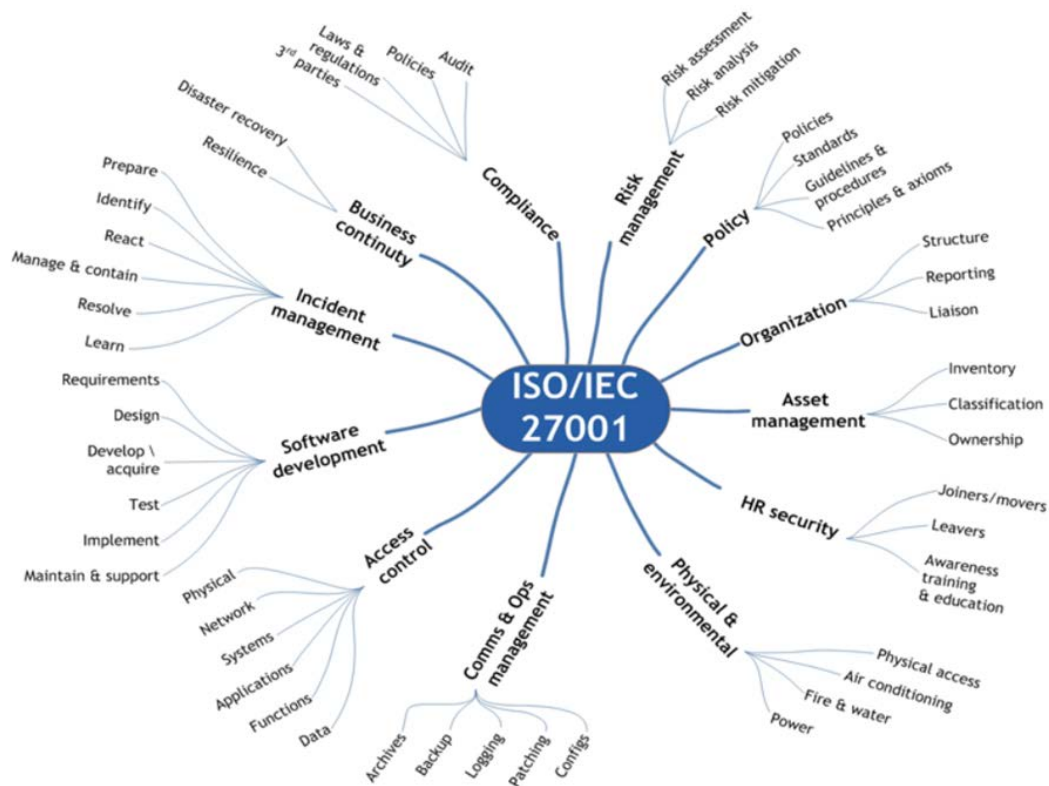 ISO/IEC
27001
Risk
management
Risk assessment
Risk analysis
Risk mitigation
Policy
Policies
Standards
Guidelines &
procedures
Principles & axioms
Organization
Structure
Reporting
Liaison
Asset
management
Inventory
Classification
Ownership
HR security
Joiners/movers
Leavers
Awareness
training
& education
Physical &
environmental
Physical access
Air conditioning
Fire & water
Power
Comms & Ops
management
Archives
Backup
Logging
Patching
Configs
Access
control
Physical
Network
Systems
Applications
Functions
Data
Software
development
Requirements
Design
Develop \
acquire
Test
Implement
Maintain & support
Incident
management
Prepare
Identify
React
Manage & contain
Resolve
Learn
Business
continuty
Disaster recovery
Resilience
Compliance
Laws &
regulations
3rd parties
Policies
Audit